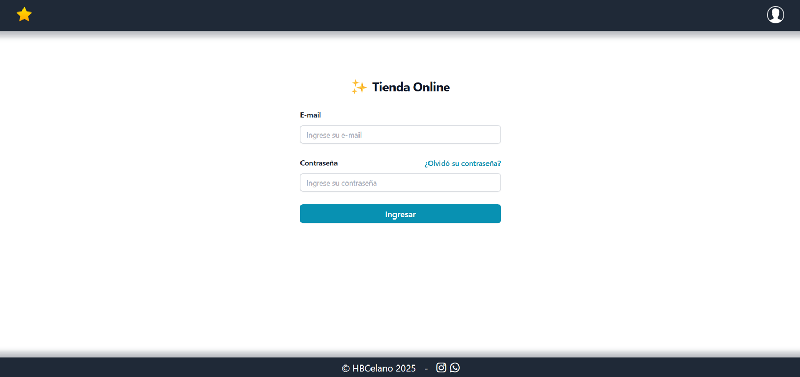 Tienda Online
E-mail
Ingrese su e-mail
Contraseña ¿Olvidó su contraseña?
Ingrese su contraseña
Ingresar
© HBCelano 2025 -